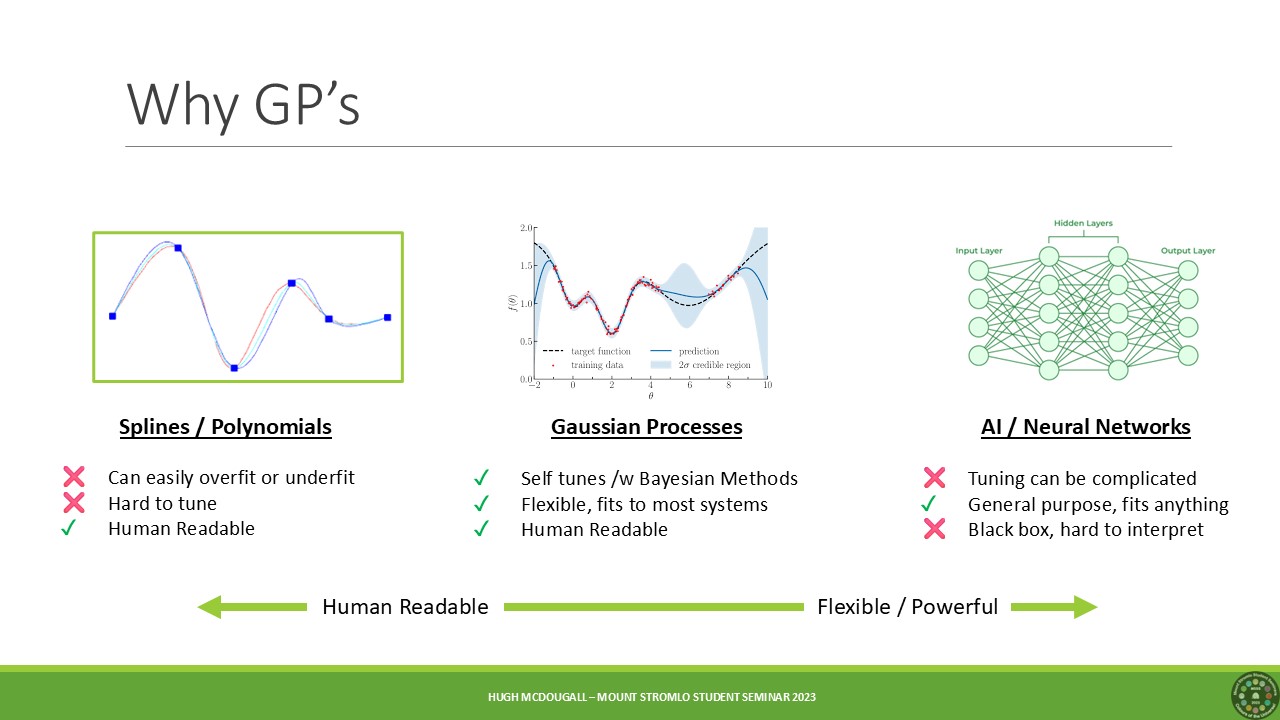 Why GP’s
Hidden Layers
Input Layer
Output Layer
2.0
1.5
1.0
0.5
0.0
f(θ)
target function
prediction
training data
2σ credible region
−2 0 2 4 6 8 10
θ
Splines / Polynomials
Can easily overfit or underfit
Hard to tune
Human Readable
Gaussian Processes
Self tunes /w Bayesian Methods
Flexible, fits to most systems
Human Readable
AI / Neural Networks
Tuning can be complicated
General purpose, fits anything
Black box, hard to interpret
Human Readable
Flexible / Powerful
HUGH MCDOUGALL – MOUNT STROMLO STUDENT SEMINAR 2023